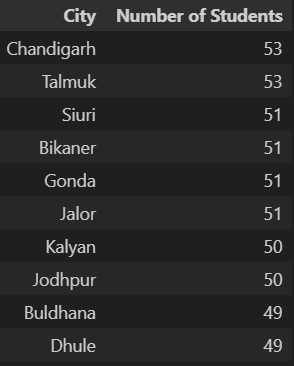 City Number of Students
Chandigarh 53
Talmuk 53
Siuri 51
Bikaner 51
Gonda 51
Jalor 51
Kalyan 50
Jodhpur 50
Buldhana 49
Dhule 49